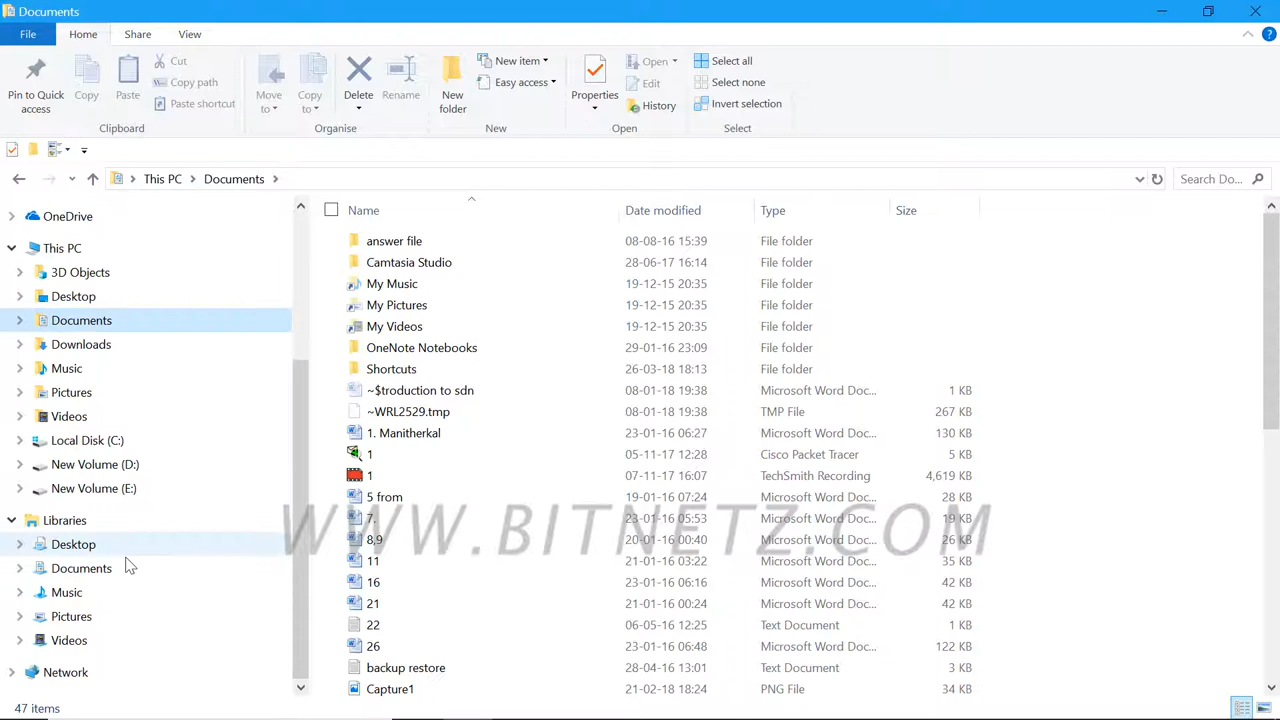 Documents
File Home Share View
Pin to Quick access
Copy
Paste
Cut
Copy path
Paste shortcut
Clipboard
Move to
Copy to
Delete
Rename
Organise
New folder
New item
Easy access
New
Properties
Open
Edit
History
Open
Select all
Select none
Invert selection
Select
This PC Documents
Search Do...
OneDrive
This PC
3D Objects
Desktop
Documents
Downloads
Music
Pictures
Videos
Local Disk (C:)
New Volume (D:)
New Volume (E:)
Libraries
Desktop
Documents
Music
Pictures
Videos
Network
Name Date modified Type Size
answer file 08-08-16 15:39 File folder
Camtasia Studio 28-06-17 16:14 File folder
My Music 19-12-15 20:35 File folder
My Pictures 19-12-15 20:35 File folder
My Videos 19-12-15 20:35 File folder
OneNote Notebooks 29-01-16 23:09 File folder
Shortcuts 26-03-18 18:13 File folder
~$troduction to sdn 08-01-18 19:38 Microsoft Word Doc... 1 KB
~WRL2529.tmp 08-01-18 19:38 TMP File 267 KB
1. Manitherkal 23-01-16 06:27 Microsoft Word Doc... 130 KB
1 05-11-17 12:28 Cisco Packet Tracer 5 KB
1 07-11-17 16:07 TechSmith Recording 4,619 KB
5 from 19-01-16 07:24 Microsoft Word Doc... 28 KB
7. 23-01-16 05:53 Microsoft Word Doc... 19 KB
8,9 20-01-16 00:40 Microsoft Word Doc... 26 KB
11 21-01-16 03:22 Microsoft Word Doc... 35 KB
16 23-01-16 06:16 Microsoft Word Doc... 42 KB
21 21-01-16 00:24 Microsoft Word Doc... 42 KB
22 06-05-16 12:25 Text Document 1 KB
26 23-01-16 06:48 Microsoft Word Doc... 122 KB
backup restore 28-04-16 13:01 Text Document 3 KB
Capture1 21-02-18 18:24 PNG File 34 KB
WWW.BITNETZ.COM
47 items